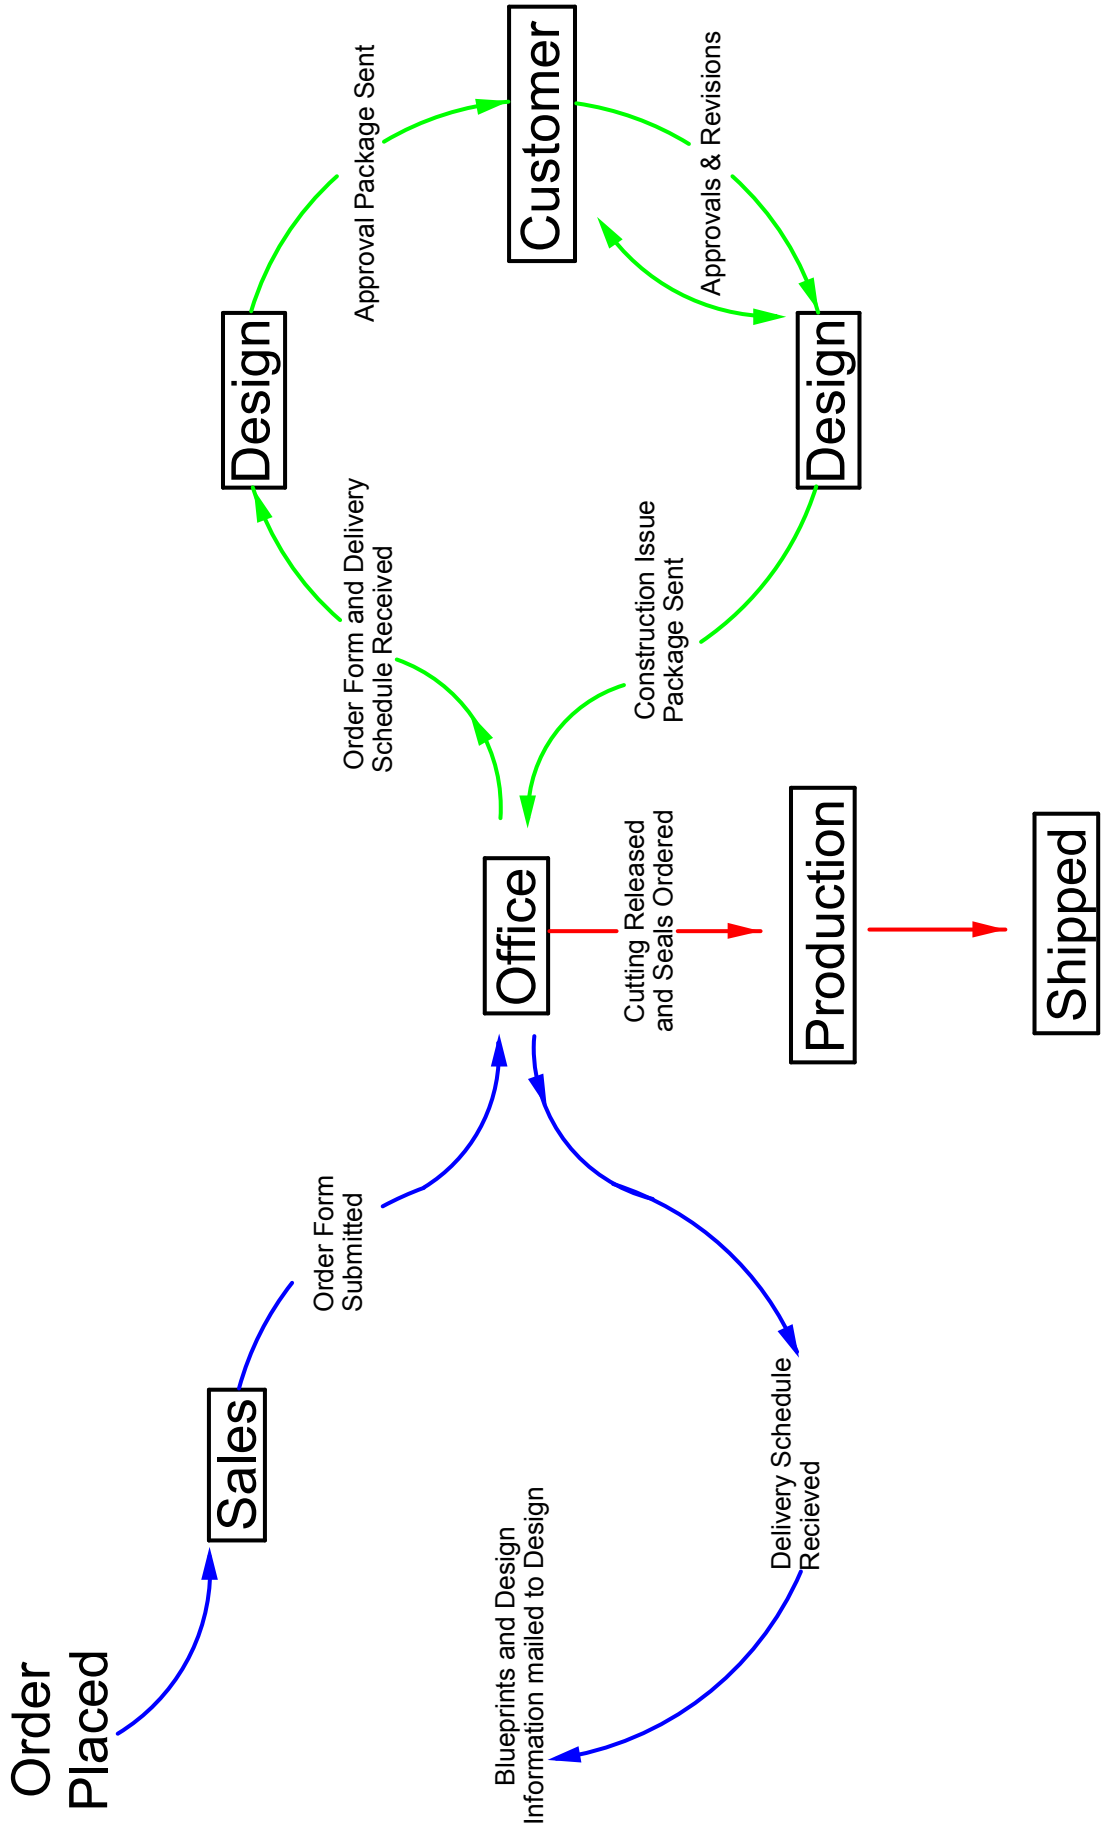 Order
Placed
Sales
Order Form
Submitted
Office
Delivery Schedule
Recieved
Blueprints and Design
Information mailed to Design
Order Form and Delivery
Schedule Received
Design
Approval Package Sent
Customer
Approvals & Revisions
Design
Construction Issue
Package Sent
Cutting Released
and Seals Ordered
Production
Shipped